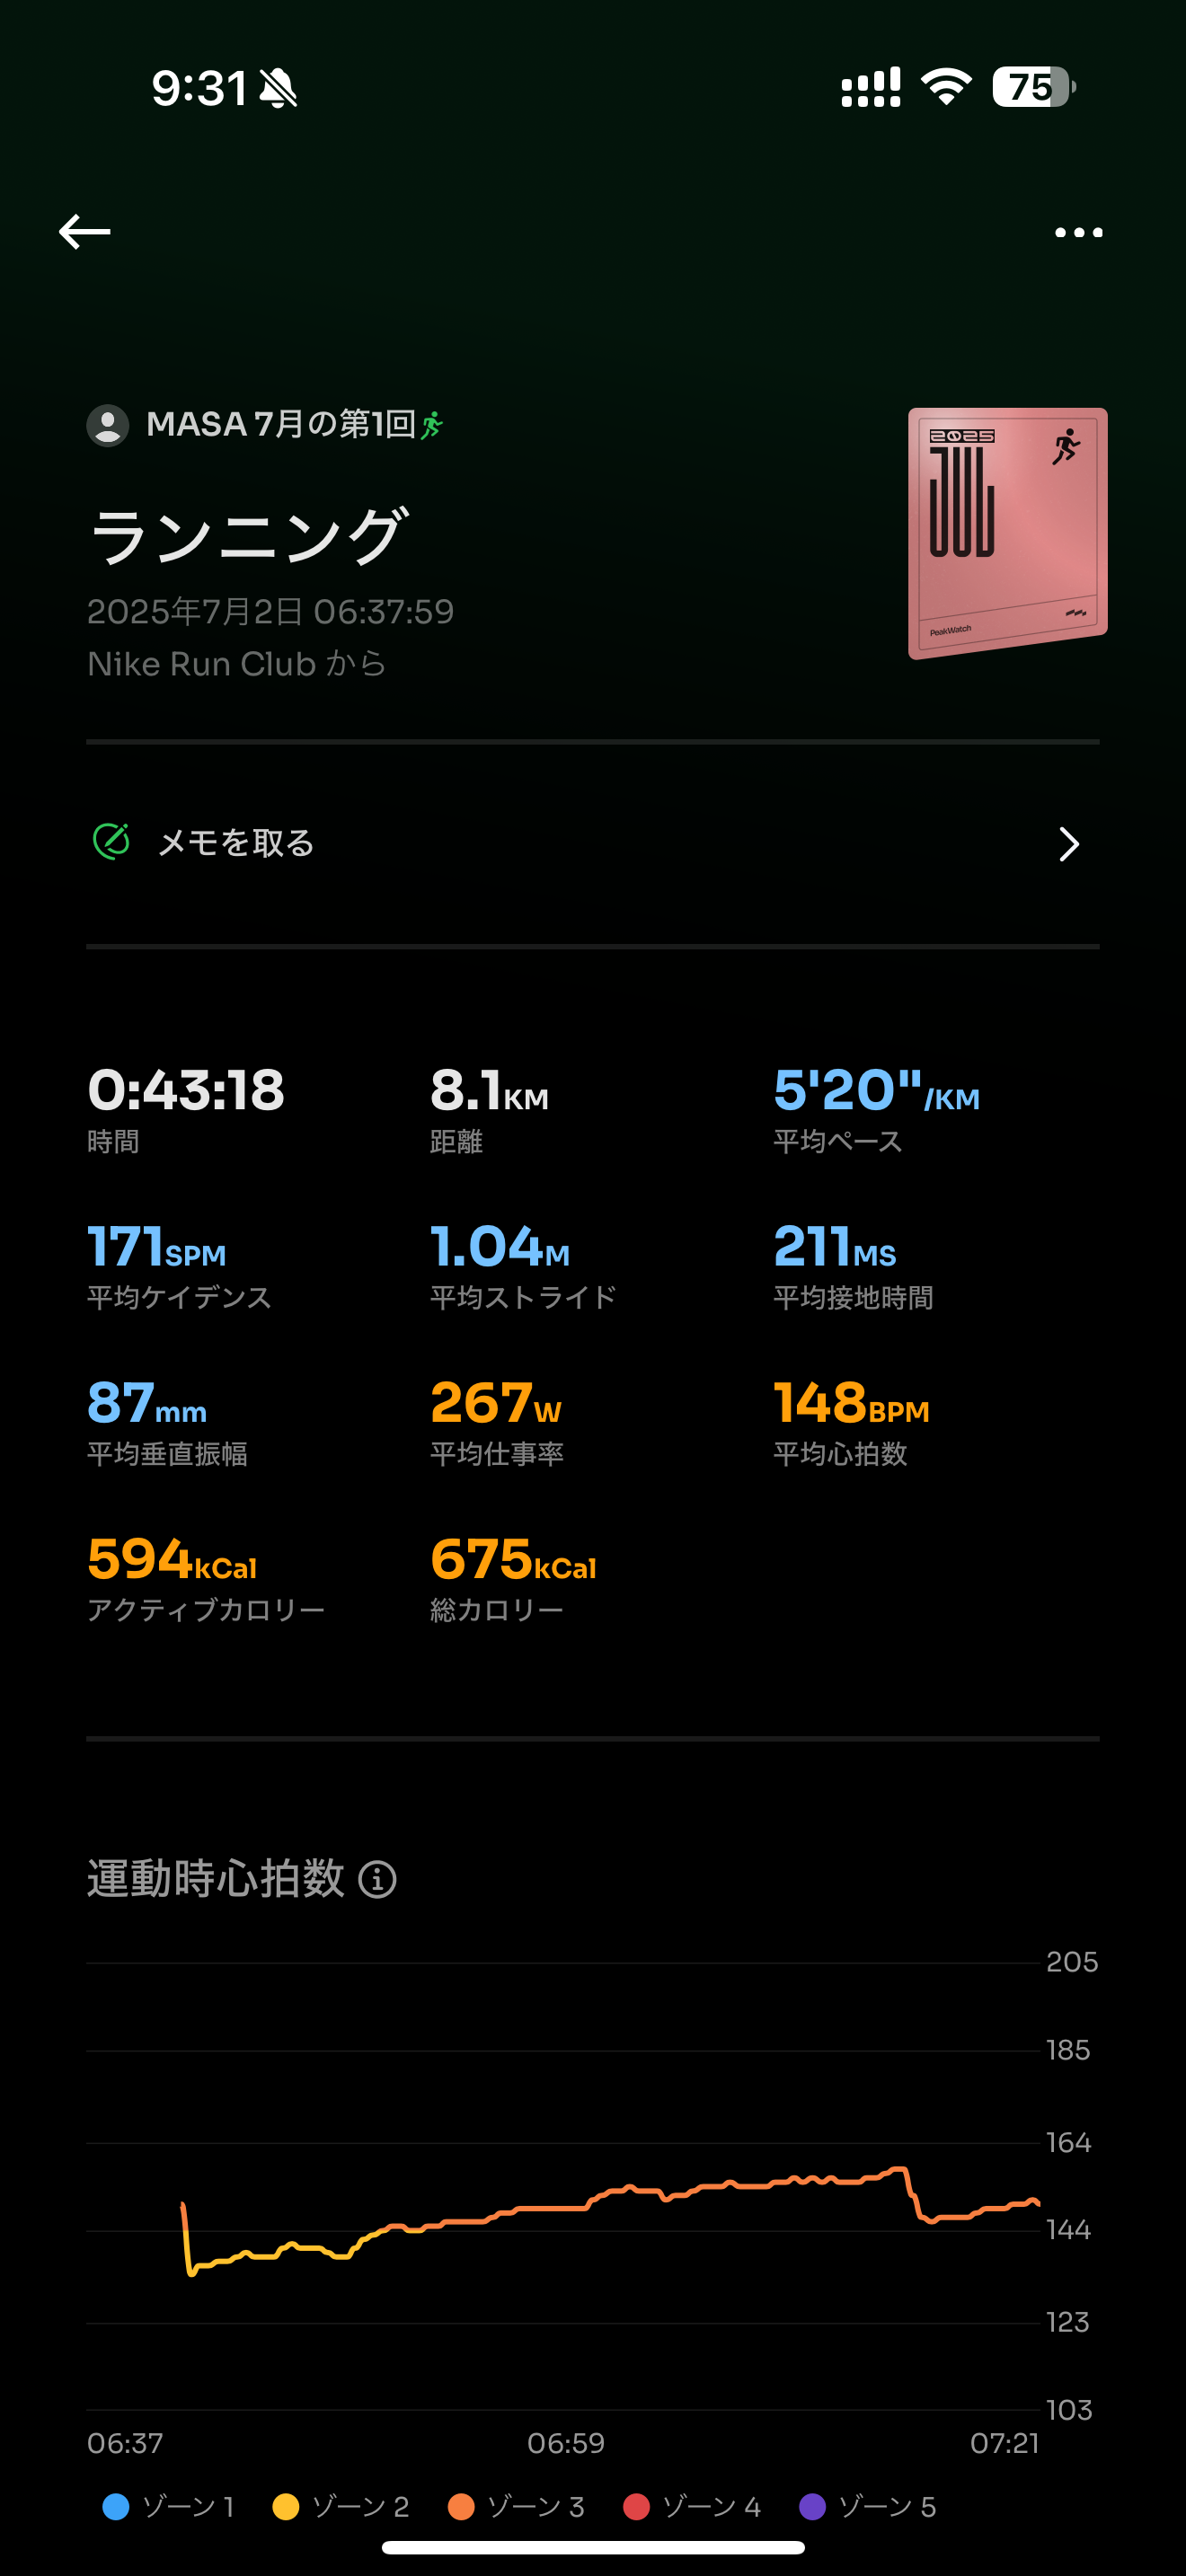 9:31
75
MASA 7月の第1回
2025
JUL
PeakWatch
ランニング
2025年7月2日 06:37:59
Nike Run Club から
メモを取る
0:43:18 8.1KM 5'20"/KM
時間 距離 平均ペース
171SPM 1.04M 211MS
平均ケイデンス 平均ストライド 平均接地時間
87mm 267W 148BPM
平均垂直振幅 平均仕事率 平均心拍数
594kCal 675kCal
アクティブカロリー 総カロリー
運動時心拍数
205
185
164
144
123
103
06:37 06:59 07:21
ゾーン 1 ゾーン 2 ゾーン 3 ゾーン 4 ゾーン 5